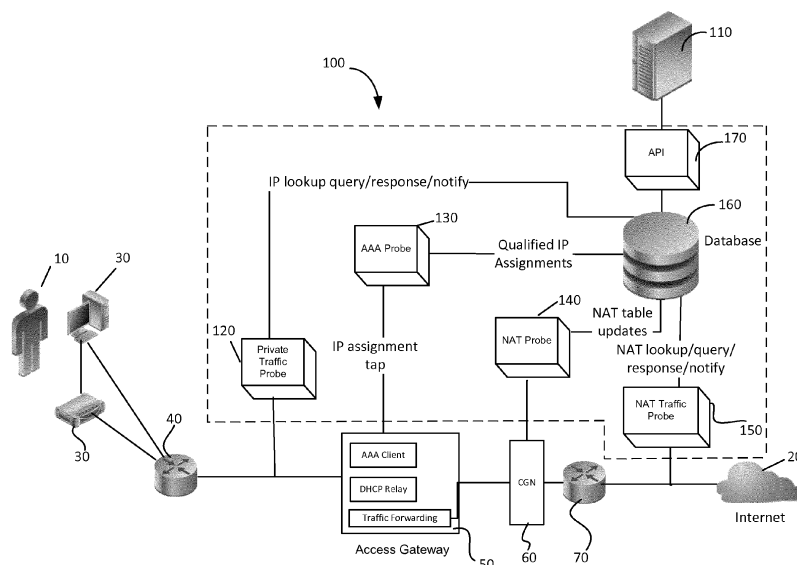 110
100
API
170
IP lookup query/response/notify
160
130
AAA Probe
Qualified IP
Assignments
Database
10
30
140
NAT table
updates
120
Private
Traffic
Probe
IP assignment
tap
NAT Probe
NAT lookup/query/
response/notify
NAT Traffic
Probe
150
30
40
AAA Client
DHCP Relay
Traffic Forwarding
CGN
20
Internet
Access Gateway
50
60
70